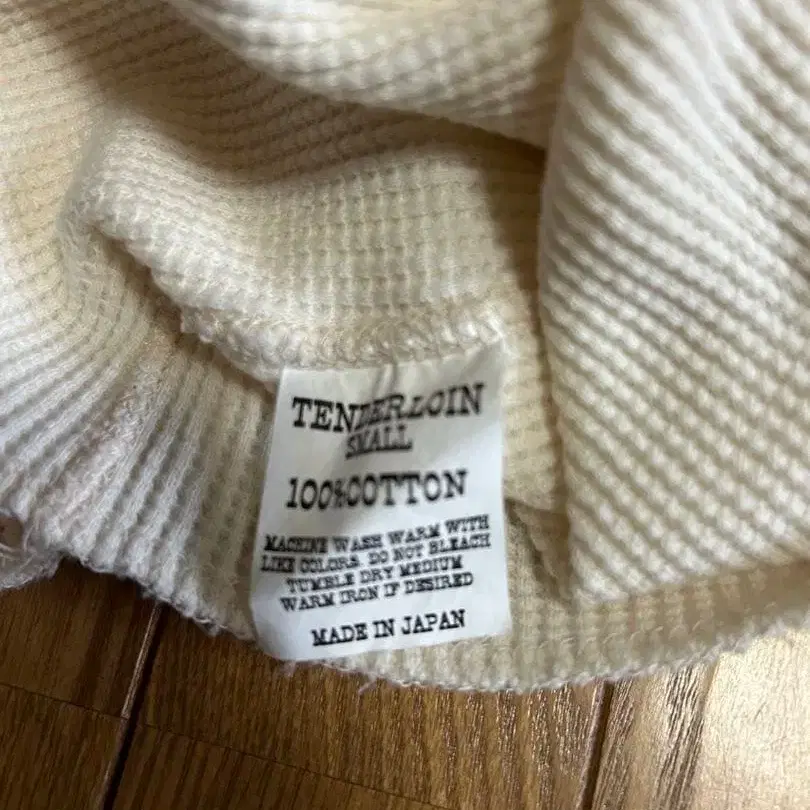 TENDERLOIN
SMALL
100%COTTON
MACHINE WASH WARM WITH
LIKE COLORS. DO NOT BLEACH
TUMBLE DRY MEDIUM
WARM IRON IF DESIRED
MADE IN JAPAN